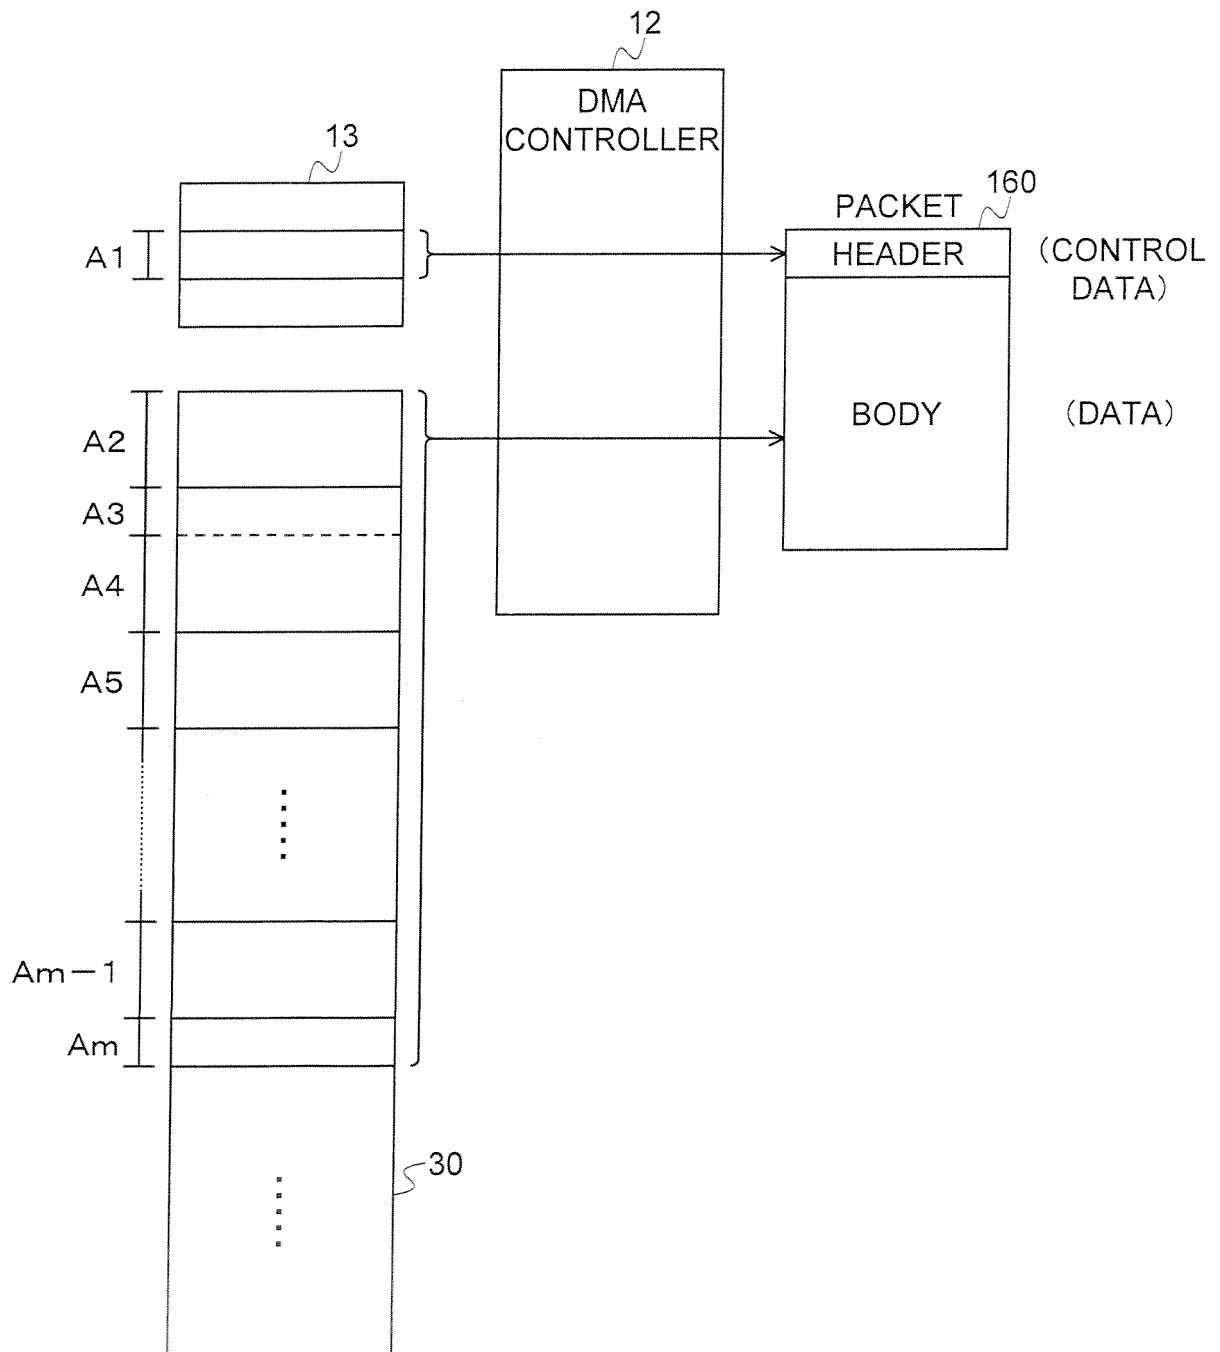 12
DMA
CONTROLLER
13
160
PACKET
A1
HEADER
(CONTROL
DATA)
A2
BODY
(DATA)
A3
A4
A5
Am-1
Am
30